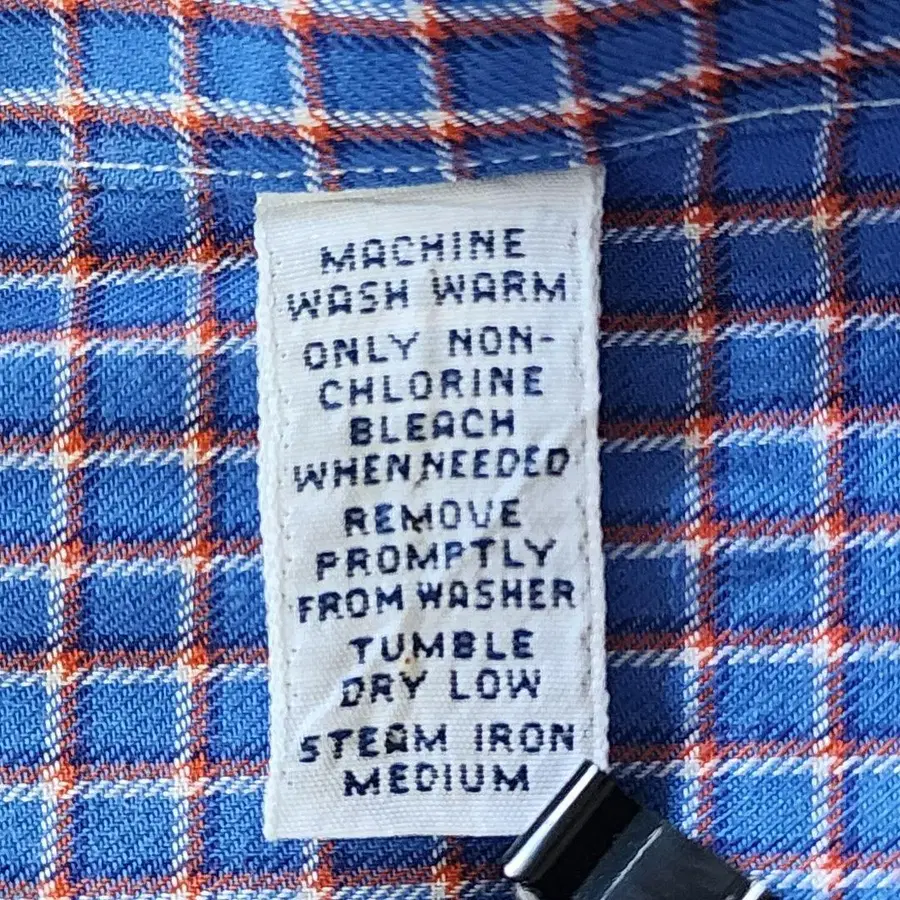 MACHINE
WASH WARM
ONLY NON-
CHLORINE
BLEACH
WHEN NEEDED
REMOVE
PROMPTLY
FROM WASHER
TUMBLE
DRY LOW
STEAM IRON
MEDIUM